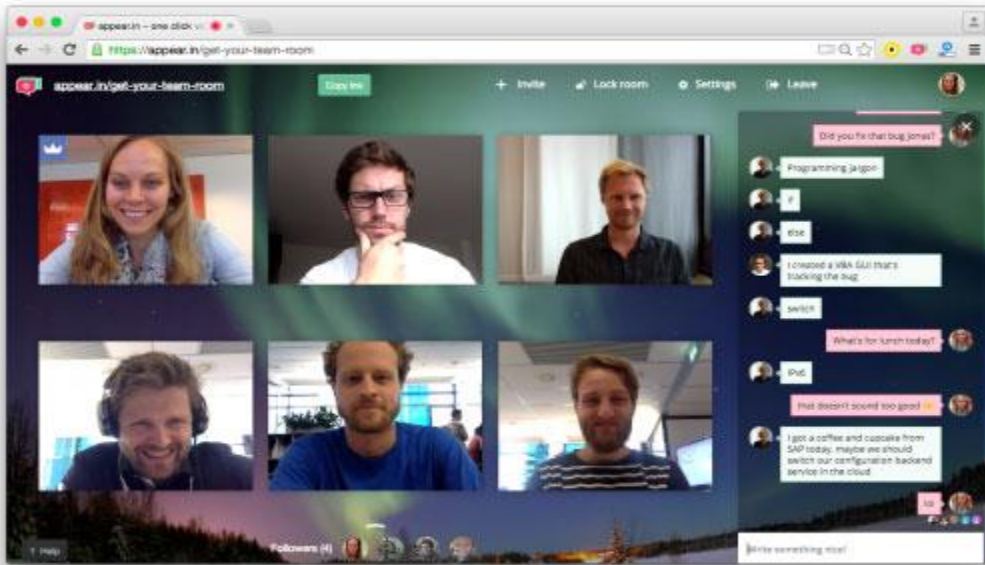 appear.in – one click vi
https://appear.in/get-your-team-room
appear.in/get-your-team-room
Copy link
+ Invite
Lock room
Settings
Leave
Did you fix that bug Jonas?
Programming jargon
if
else
I created a VBA GUI that's
tracking the bug
switch
What's for lunch today?
IPv6
that doesn't sound too good
I got a coffee and cupcake from
SAP today, maybe we should
switch our configuration backend
service in the cloud
lol
? Help
Followers (4)
Write something nice!